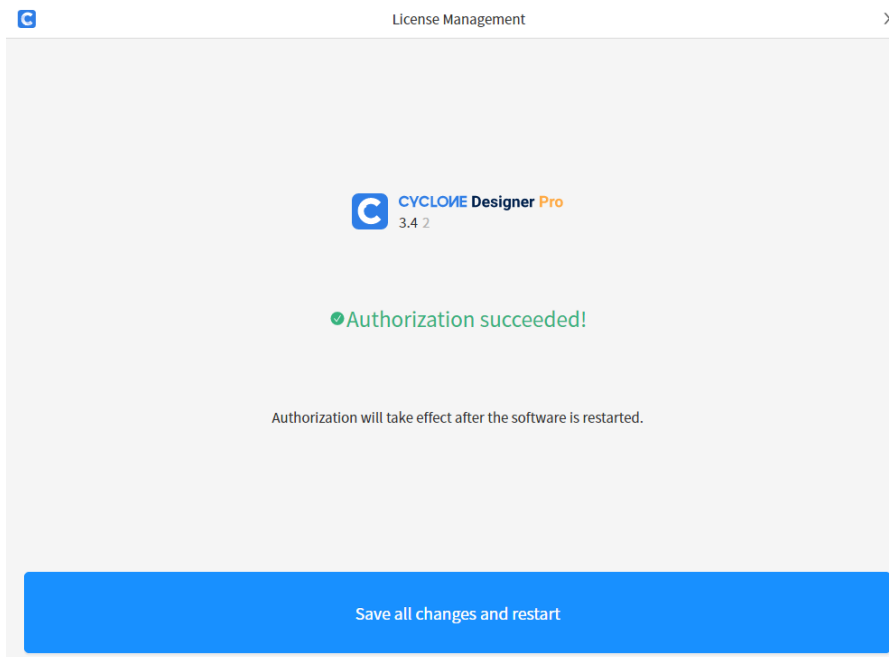 License Management
CYCLONE Designer Pro
3.4 2
Authorization succeeded!
Authorization will take effect after the software is restarted.
Save all changes and restart